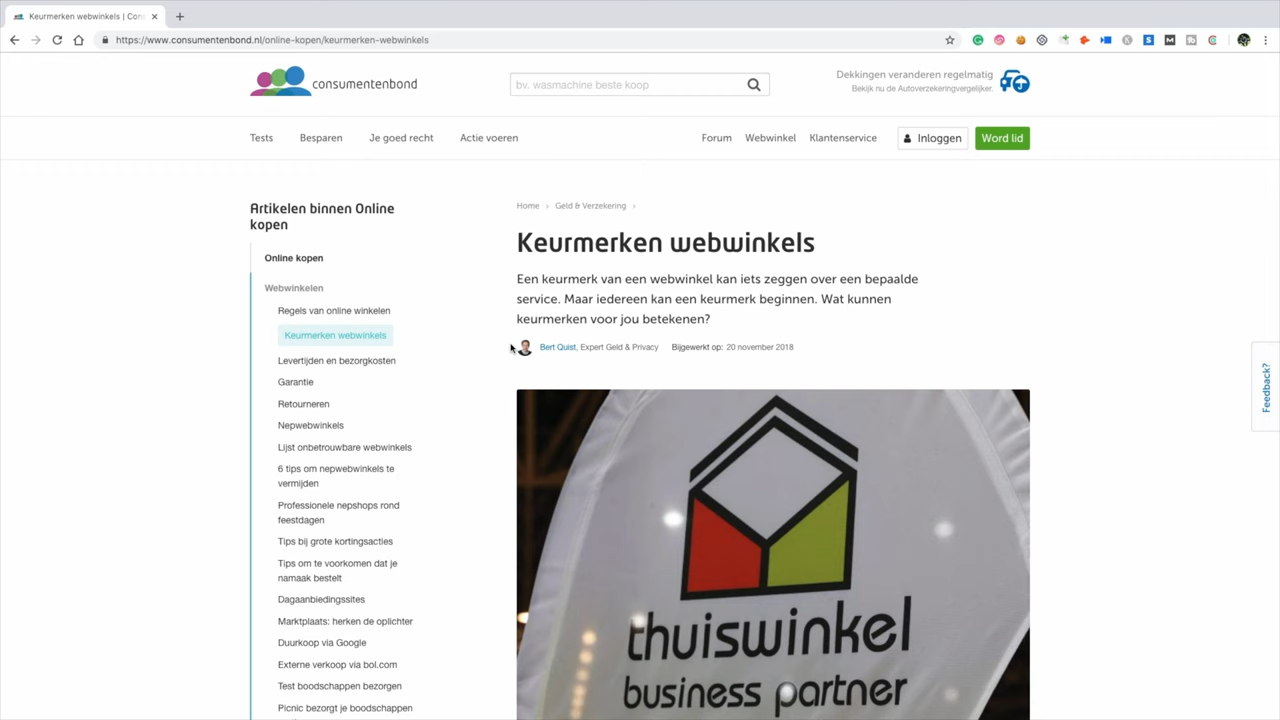 Keurmerken webwinkels | Con
https://www.consumentenbond.nl/online-kopen/keurmerken-webwinkels
consumentenbond
bv. wasmachine beste koop
Dekkingen veranderen regelmatig
Bekijk nu de Autoverzekeringvergelijker.
Tests
Besparen
Je goed recht
Actie voeren
Forum
Webwinkel
Klantenservice
Inloggen
Word lid
Artikelen binnen Online
kopen
Online kopen
Webwinkelen
Regels van online winkelen
Keurmerken webwinkels
Levertijden en bezorgkosten
Garantie
Retourneren
Nepwebwinkels
Lijst onbetrouwbare webwinkels
6 tips om nepwebwinkels te
vermijden
Professionele nepshops rond
feestdagen
Tips bij grote kortingsacties
Tips om te voorkomen dat je
namaak bestelt
Dagaanbiedingssites
Marktplaats: herken de oplichter
Duurkoop via Google
Externe verkoop via bol.com
Test boodschappen bezorgen
Picnic bezorgt je boodschappen
Home › Geld & Verzekering ›
Keurmerken webwinkels
Een keurmerk van een webwinkel kan iets zeggen over een bepaalde
service. Maar iedereen kan een keurmerk beginnen. Wat kunnen
keurmerken voor jou betekenen?
Bert Quist, Expert Geld & Privacy Bijgewerkt op: 20 november 2018
thuiswinkel
business partner
Feedback?